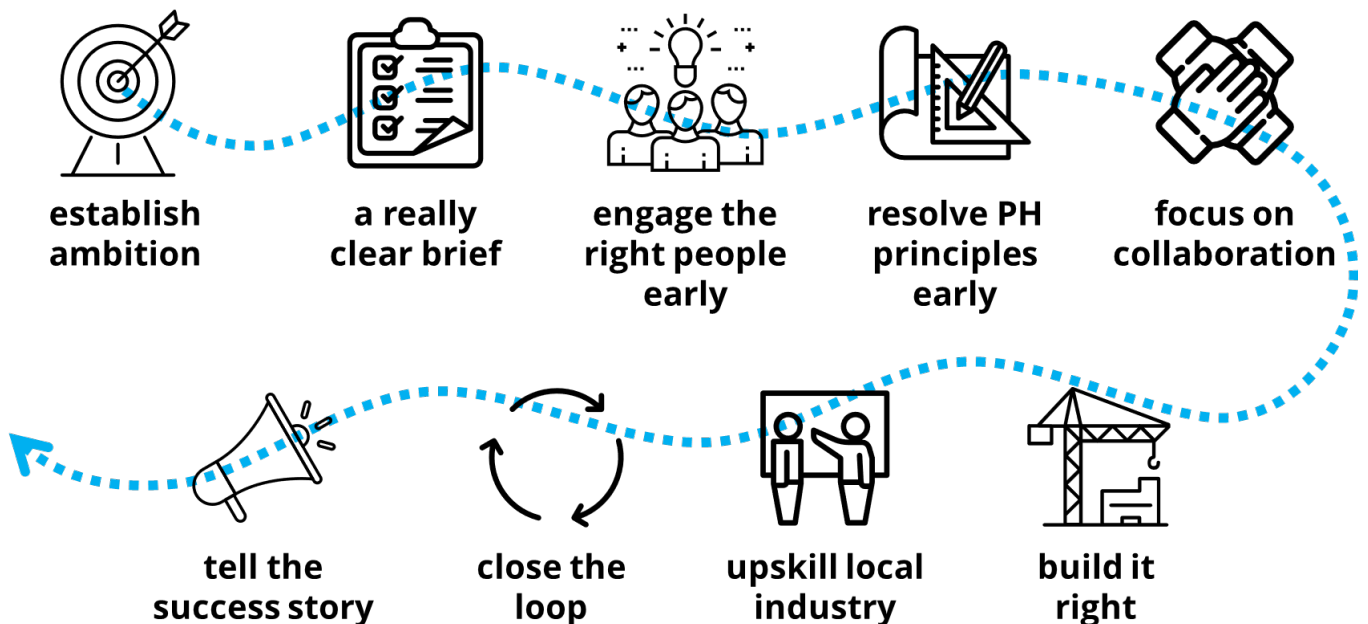 establish
ambition
a really
clear brief
engage the
right people
early
resolve PH
principles
early
focus on
collaboration
build it
right
upskill local
industry
close the
loop
tell the
success story